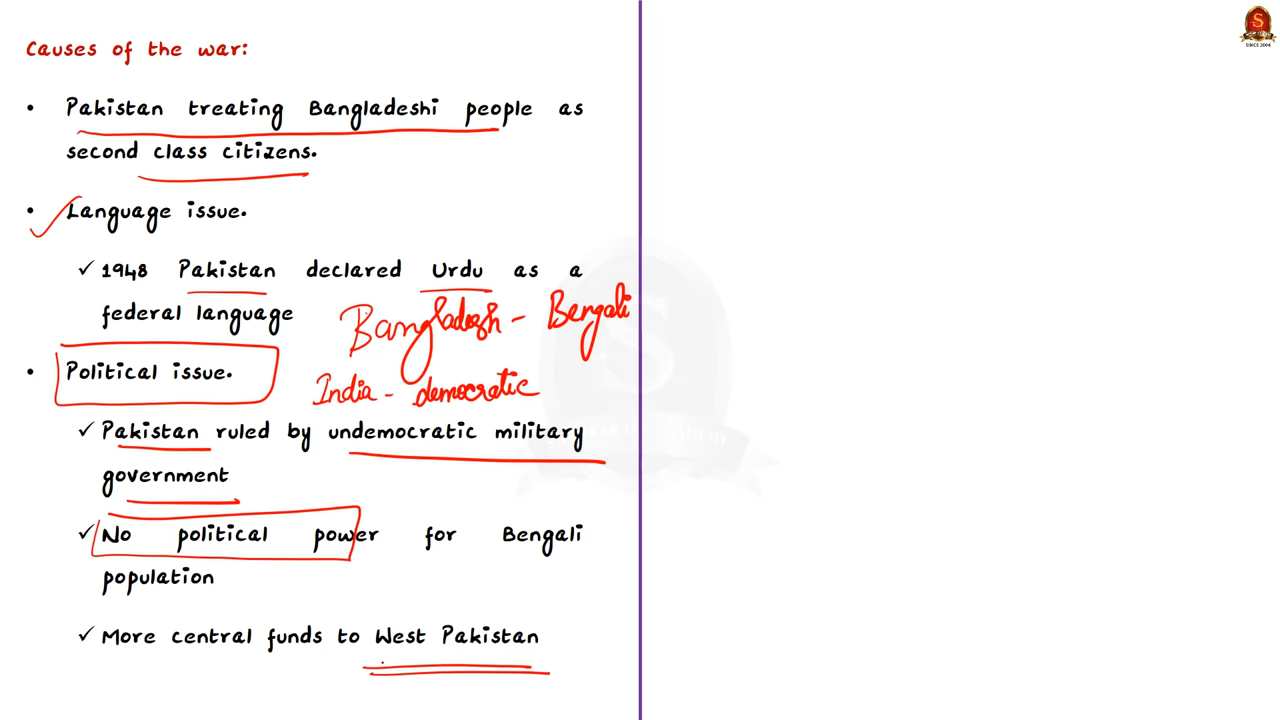 Causes of the war:
• Pakistan treating Bangladeshi people as
second class citizens.
• Language issue.
✓ 1948 Pakistan declared Urdu as a
federal language
Bangladesh - Bengali
• Political issue.
India - democratic
✓ Pakistan ruled by undemocratic military
government
✓ No political power for Bengali
population
✓ More central funds to West Pakistan
S
SINCE 2004